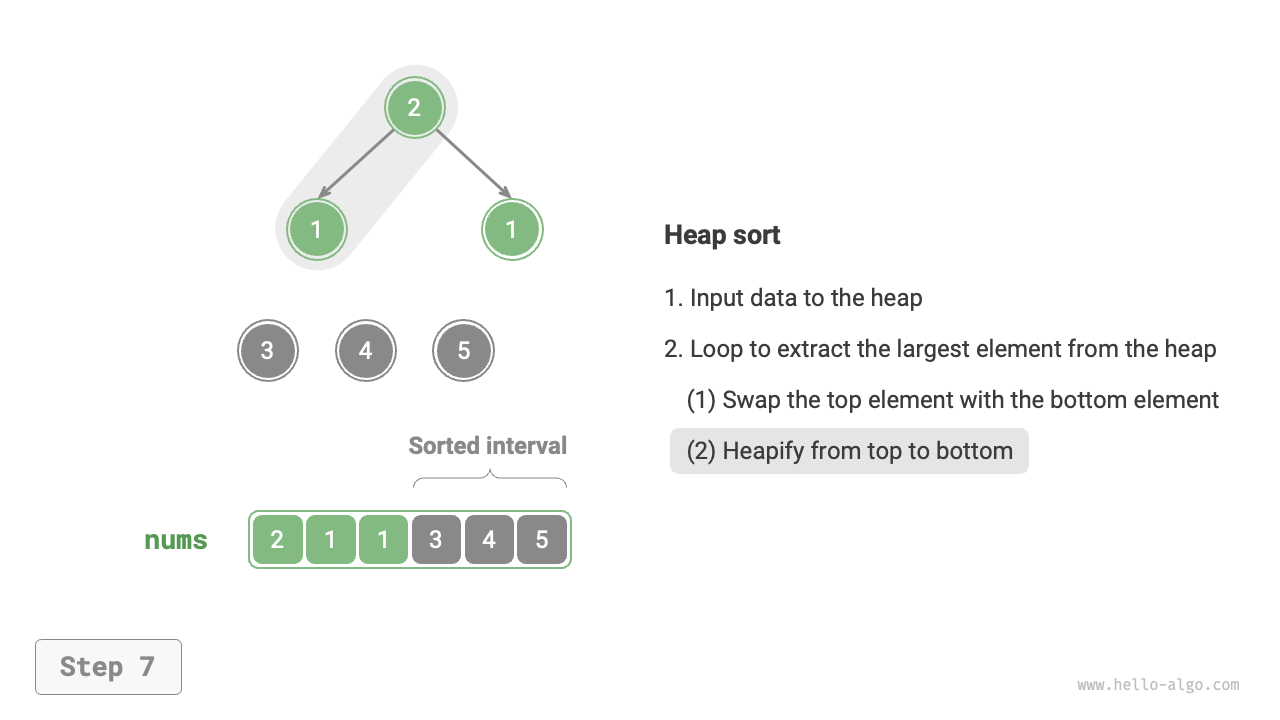 2
1 1
3 4 5
Sorted interval
nums 2 1 1 3 4 5
Heap sort
1. Input data to the heap
2. Loop to extract the largest element from the heap
(1) Swap the top element with the bottom element
(2) Heapify from top to bottom
Step 7
www.hello-algo.com